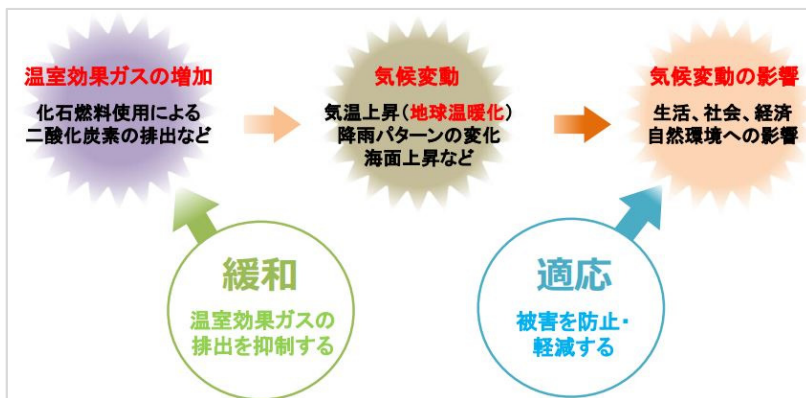 温室効果ガスの増加
化石燃料使用による
二酸化炭素の排出など
気候変動
気温上昇(地球温暖化)
降雨パターンの変化
海面上昇など
気候変動の影響
生活、社会、経済
自然環境への影響
緩和
温室効果ガスの
排出を抑制する
適応
被害を防止・
軽減する